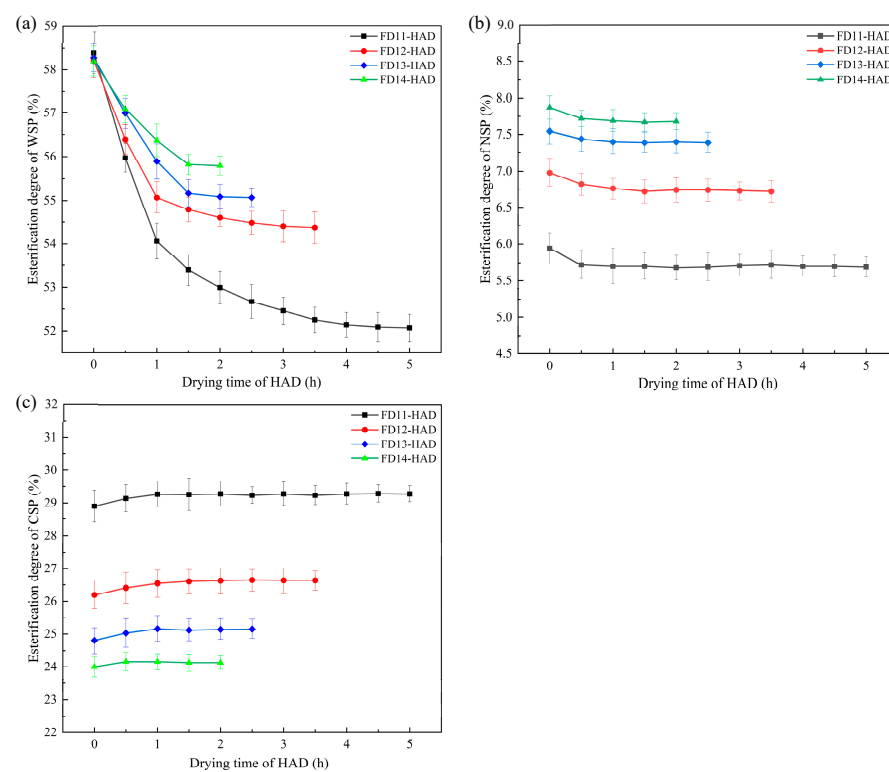 (a)
59
58
57
56
55
54
53
52
0
1
2
3
4
5
Esterification degree of WSP (%)
Drying time of HAD (h)
FD11-HAD
FD12-HAD
FD13-HAD
FD14-HAD
(b)
9.0
8.5
8.0
7.5
7.0
6.5
6.0
5.5
5.0
4.5
0
1
2
3
4
5
Esterification degree of NSP (%)
Drying time of HAD (h)
FD11-HAD
FD12-HAD
FD13-HAD
FD14-HAD
(c)
32
31
30
29
28
27
26
25
24
23
22
0
1
2
3
4
5
Esterification degree of CSP (%)
Drying time of HAD (h)
FD11-HAD
FD12-HAD
FD13-HAD
FD14-HAD